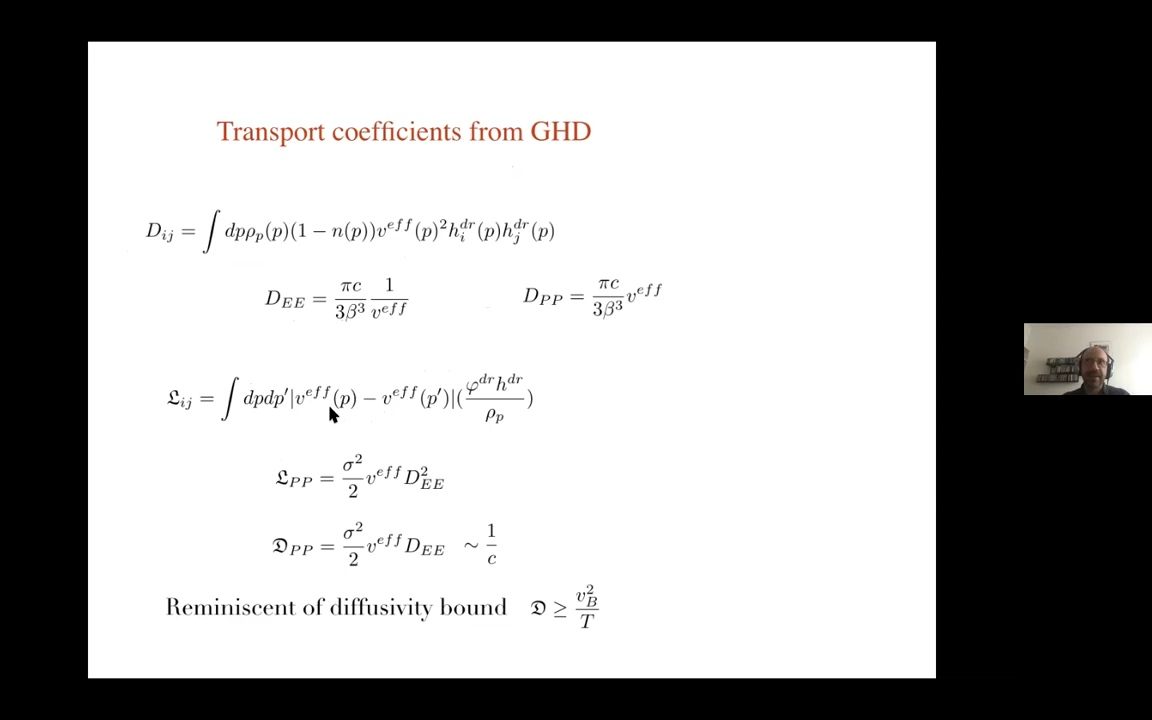 Transport coefficients from GHD
D_{ij} = ∫ dpρ_p(p)(1 − n(p))v^{eff}(p)^2 h_i^{dr}(p)h_j^{dr}(p)
D_{EE} = \frac{πc}{3β^3} \frac{1}{v^{eff}} D_{PP} = \frac{πc}{3β^3} v^{eff}
𝔏_{ij} = ∫ dpdp′|v^{eff}(p) − v^{eff}(p′)|(\frac{φ^{dr}h^{dr}}{ρ_p})
𝔏_{PP} = \frac{σ^2}{2} v^{eff} D_{EE}^2
𝔇_{PP} = \frac{σ^2}{2} v^{eff} D_{EE} ∼ \frac{1}{c}
Reminiscent of diffusivity bound 𝔇 ≥ \frac{v_B^2}{T}